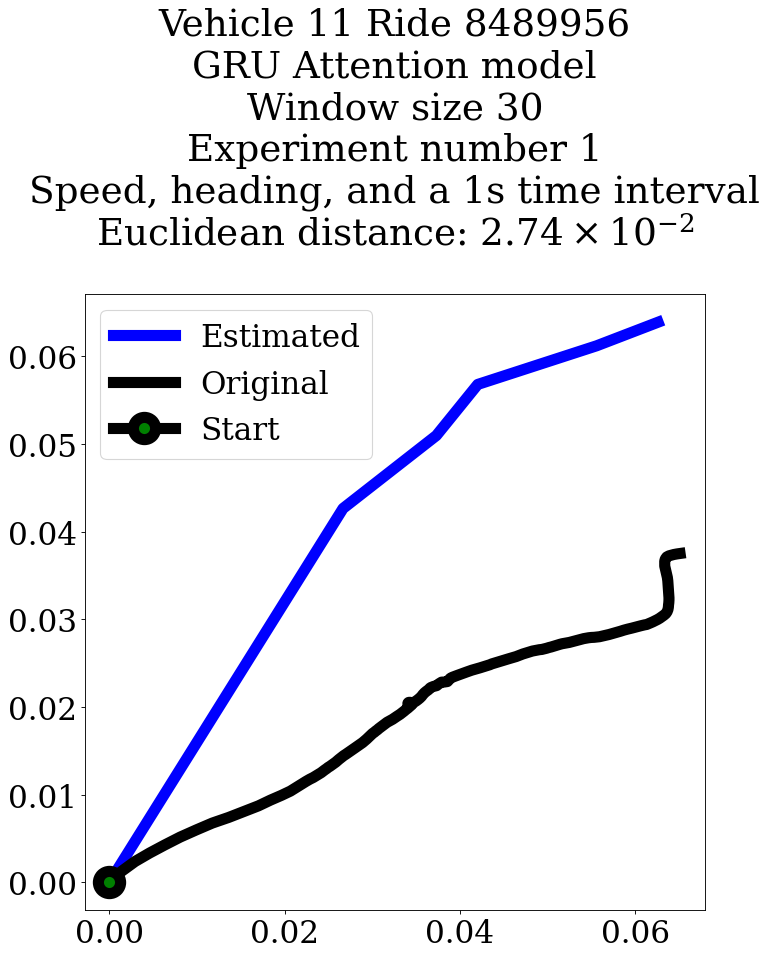 Vehicle 11 Ride 8489956
GRU Attention model
Window size 30
Experiment number 1
Speed, heading, and a 1s time interval
Euclidean distance: 2.74 × 10⁻²
Estimated
Original
Start
0.06
0.05
0.04
0.03
0.02
0.01
0.00
0.00 0.02 0.04 0.06